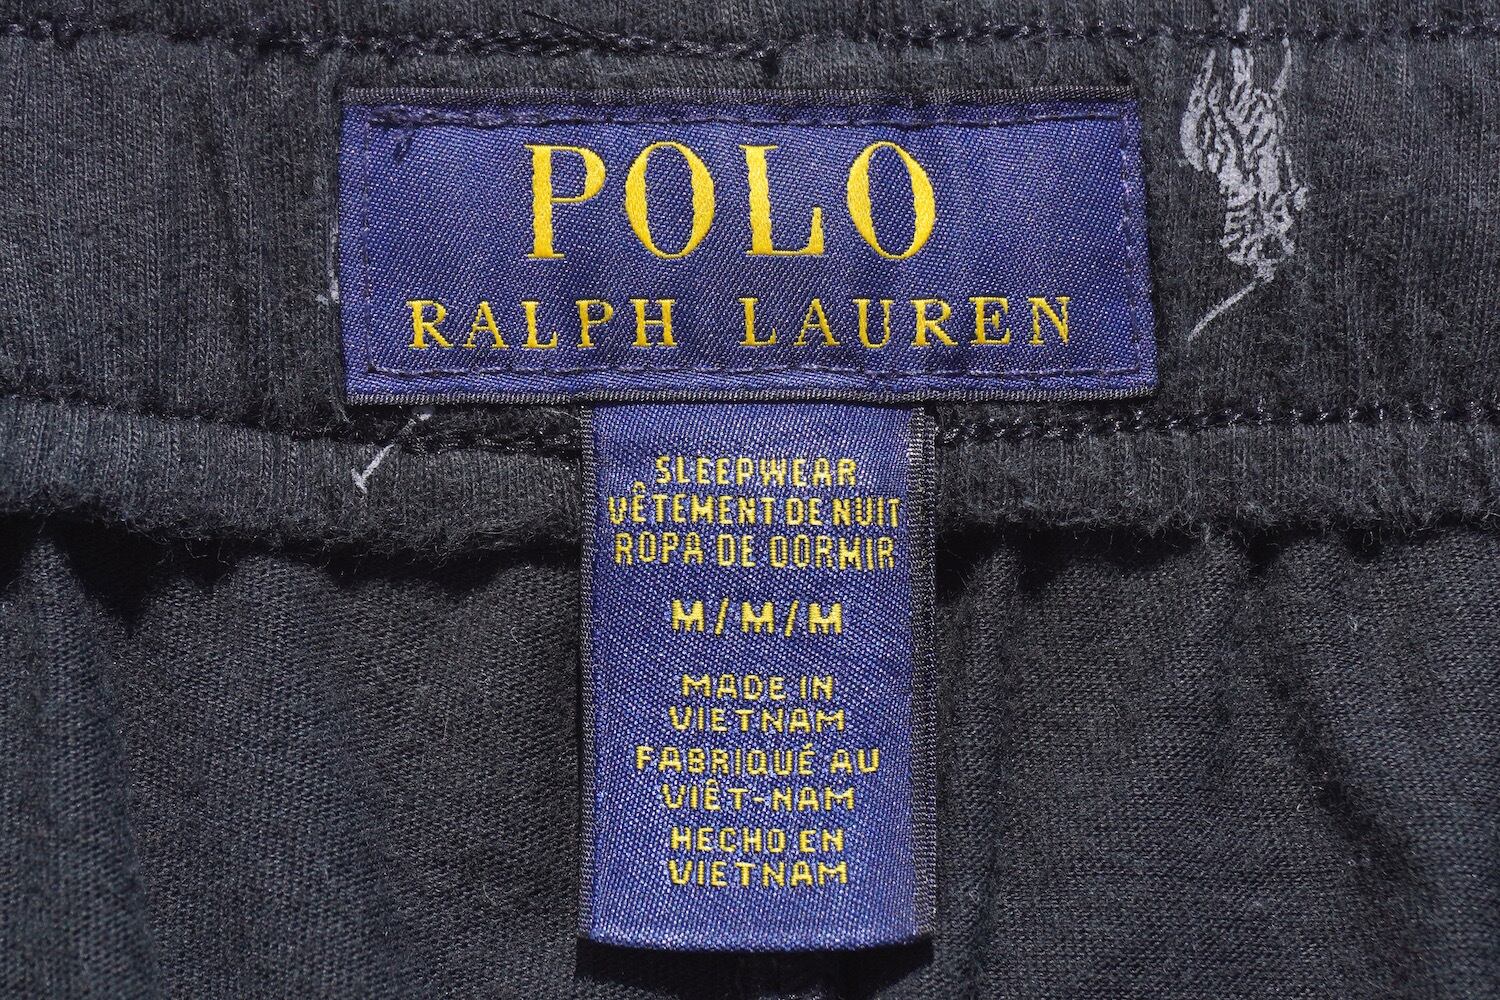 POLO
RALPH LAUREN
SLEEPWEAR
VÊTEMENT DE NUIT
ROPA DE DORMIR
M/M/M
MADE IN
VIETNAM
FABRIQUÉ AU
VIÊT-NAM
HECHO EN
VIETNAM